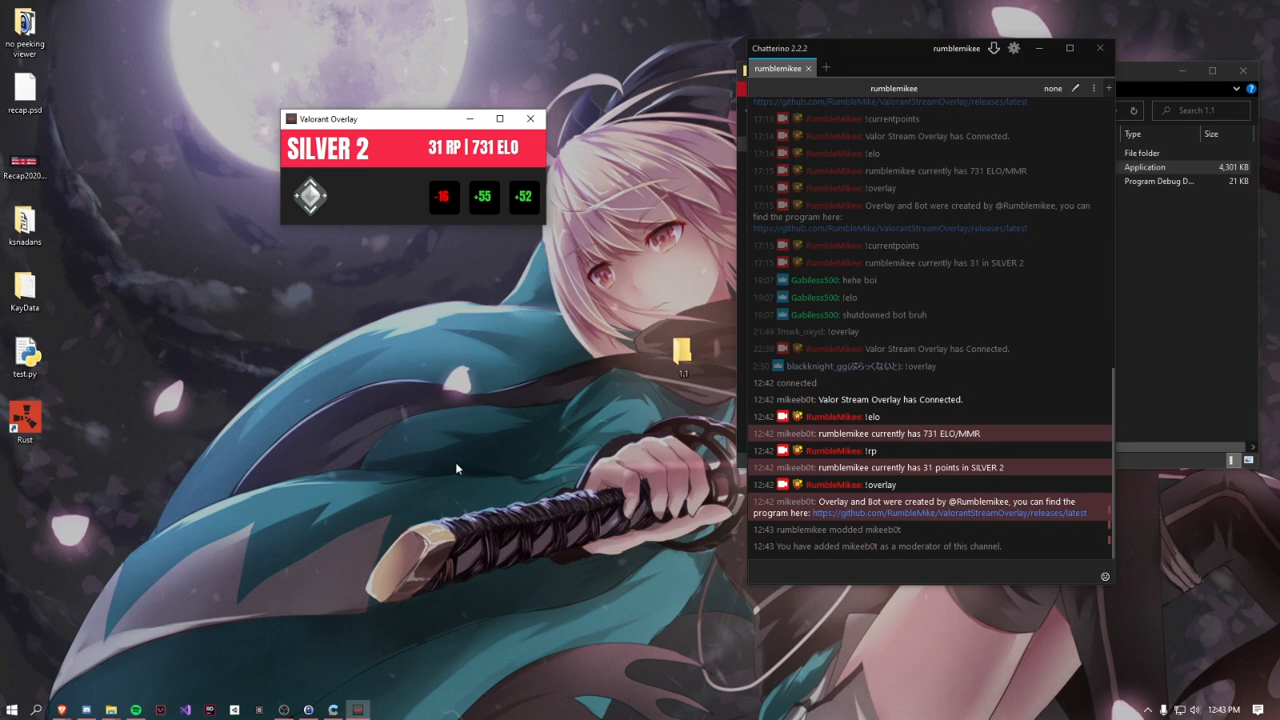 no peeking
viewer
recap.psd
Recap2020...
ksnadans
KayData
test.py
Rust
Valorant Overlay
SILVER 2
31 RP | 731 ELO
-16
+55
+52
1.1
Chatterino 2.2.2
rumblemikee
rumblemikee
rumblemikee
none
https://github.com/RumbleMike/ValorantStreamOverlay/releases/latest
17:13 RumbleMikee: !currentpoints
17:14 RumbleMikee: Valor Stream Overlay has Connected.
17:14 RumbleMikee: !elo
17:15 RumbleMikee: rumblemikee currently has 731 ELO/MMR
17:15 RumbleMikee: !overlay
17:15 RumbleMikee: Overlay and Bot were created by @Rumblemikee, you can
find the program here:
https://github.com/RumbleMike/ValorantStreamOverlay/releases/latest
17:15 RumbleMikee: !currentpoints
17:15 RumbleMikee: rumblemikee currently has 31 in SILVER 2
19:07 Gabiless500: hehe boi
19:07 Gabiless500: !elo
19:07 Gabiless500: shutdowned bot bruh
21:49 Tmwk_oxyd: !overlay
22:39 RumbleMikee: Valor Stream Overlay has Connected.
2:50 blackknight_gg(ぶらっくないと): !overlay
12:42 connected
12:42 mikeeb0t: Valor Stream Overlay has Connected.
12:42 RumbleMikee: !elo
12:42 mikeeb0t: rumblemikee currently has 731 ELO/MMR
12:42 RumbleMikee: !rp
12:42 mikeeb0t: rumblemikee currently has 31 points in SILVER 2
12:42 RumbleMikee: !overlay
12:42 mikeeb0t: Overlay and Bot were created by @Rumblemikee, you can find the
program here: https://github.com/RumbleMike/ValorantStreamOverlay/releases/latest
12:43 rumblemikee modded mikeeb0t
12:43 You have added mikeeb0t as a moderator of this channel.
Search 1.1
Type
Size
File folder
Application
4,301 KB
Program Debug D...
21 KB
12:43 PM